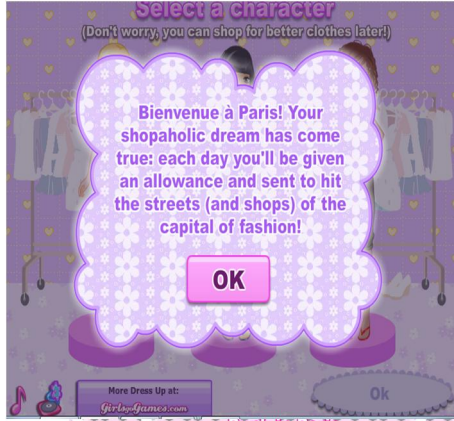 Select a character
(Don't worry, you can shop for better clothes later!)
Bienvenue à Paris! Your
shopaholic dream has come
true: each day you'll be given
an allowance and sent to hit
the streets (and shops) of the
capital of fashion!
OK
More Dress Up at:
GirlsgoGames.com
Ok